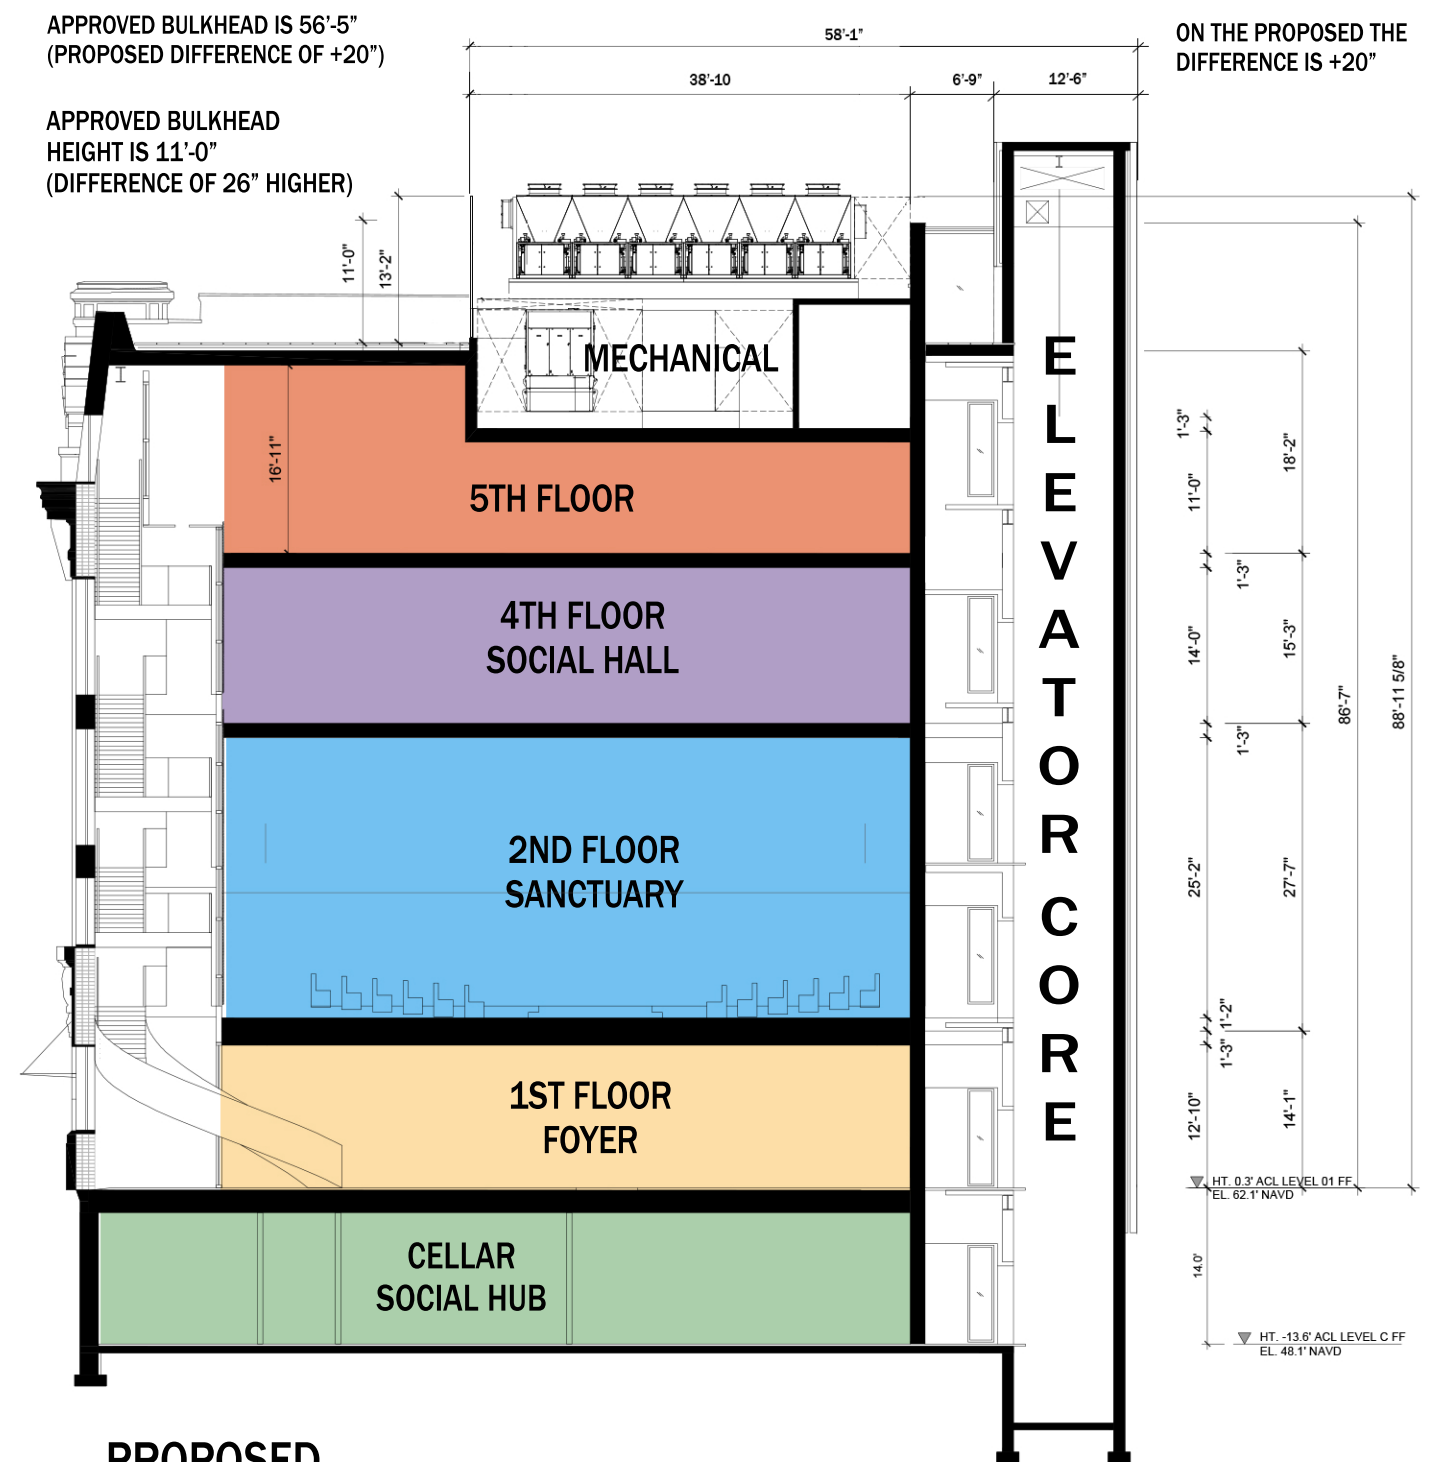 APPROVED BULKHEAD IS 56’-5”
(PROPOSED DIFFERENCE OF +20”)
APPROVED BULKHEAD
HEIGHT IS 11’-0”
(DIFFERENCE OF 26” HIGHER)
ON THE PROPOSED THE
DIFFERENCE IS +20”
58'-1"
38'-10
6'-9"
12'-6"
11'-0"
13'-2"
MECHANICAL
16'-11"
5TH FLOOR
4TH FLOOR
SOCIAL HALL
2ND FLOOR
SANCTUARY
1ST FLOOR
FOYER
CELLAR
SOCIAL HUB
ELEVATOR CORE
1'-3"
11'-0"
18'-2"
1'-3"
14'-0"
15'-3"
1'-3"
86'-7"
88'-11 5/8"
25'-2"
27'-7"
1'-2"
1'-3"
12'-10"
14'-1"
HT. 0.3' ACL LEVEL 01 FF
EL. 62.1' NAVD
14.0'
HT. -13.6' ACL LEVEL C FF
EL. 48.1' NAVD
PROPOSED